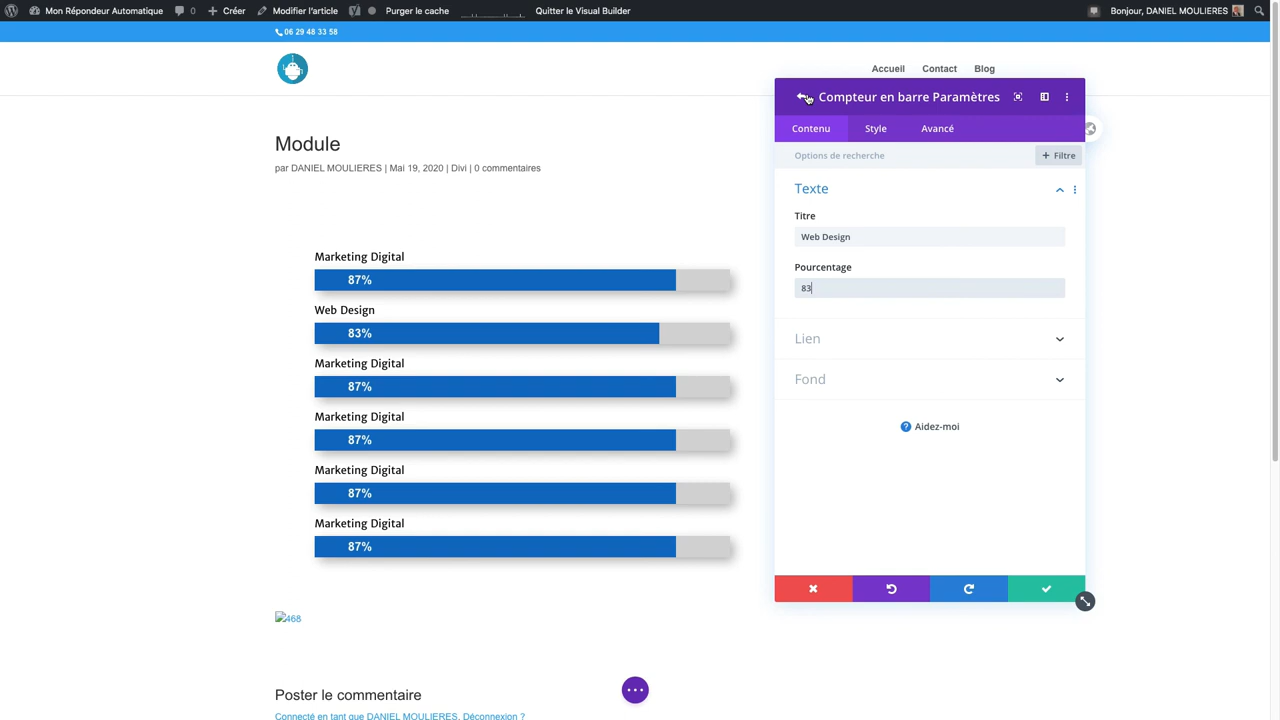 Mon Répondeur Automatique 0 Créer Modifier l'article Purger le cache Quitter le Visual Builder Bonjour, DANIEL MOULIERES
06 29 48 33 58
Accueil Contact Blog
Compteur en barre Paramètres
Contenu Style Avancé
Options de recherche + Filtre
Texte
Titre
Web Design
Pourcentage
83
Lien
Fond
? Aidez-moi
Module
par DANIEL MOULIERES | Mai 19, 2020 | Divi | 0 commentaires
Marketing Digital
87%
Web Design
83%
Marketing Digital
87%
Marketing Digital
87%
Marketing Digital
87%
Marketing Digital
87%
468
Poster le commentaire
Connecté en tant que DANIEL MOULIERES. Déconnexion ?